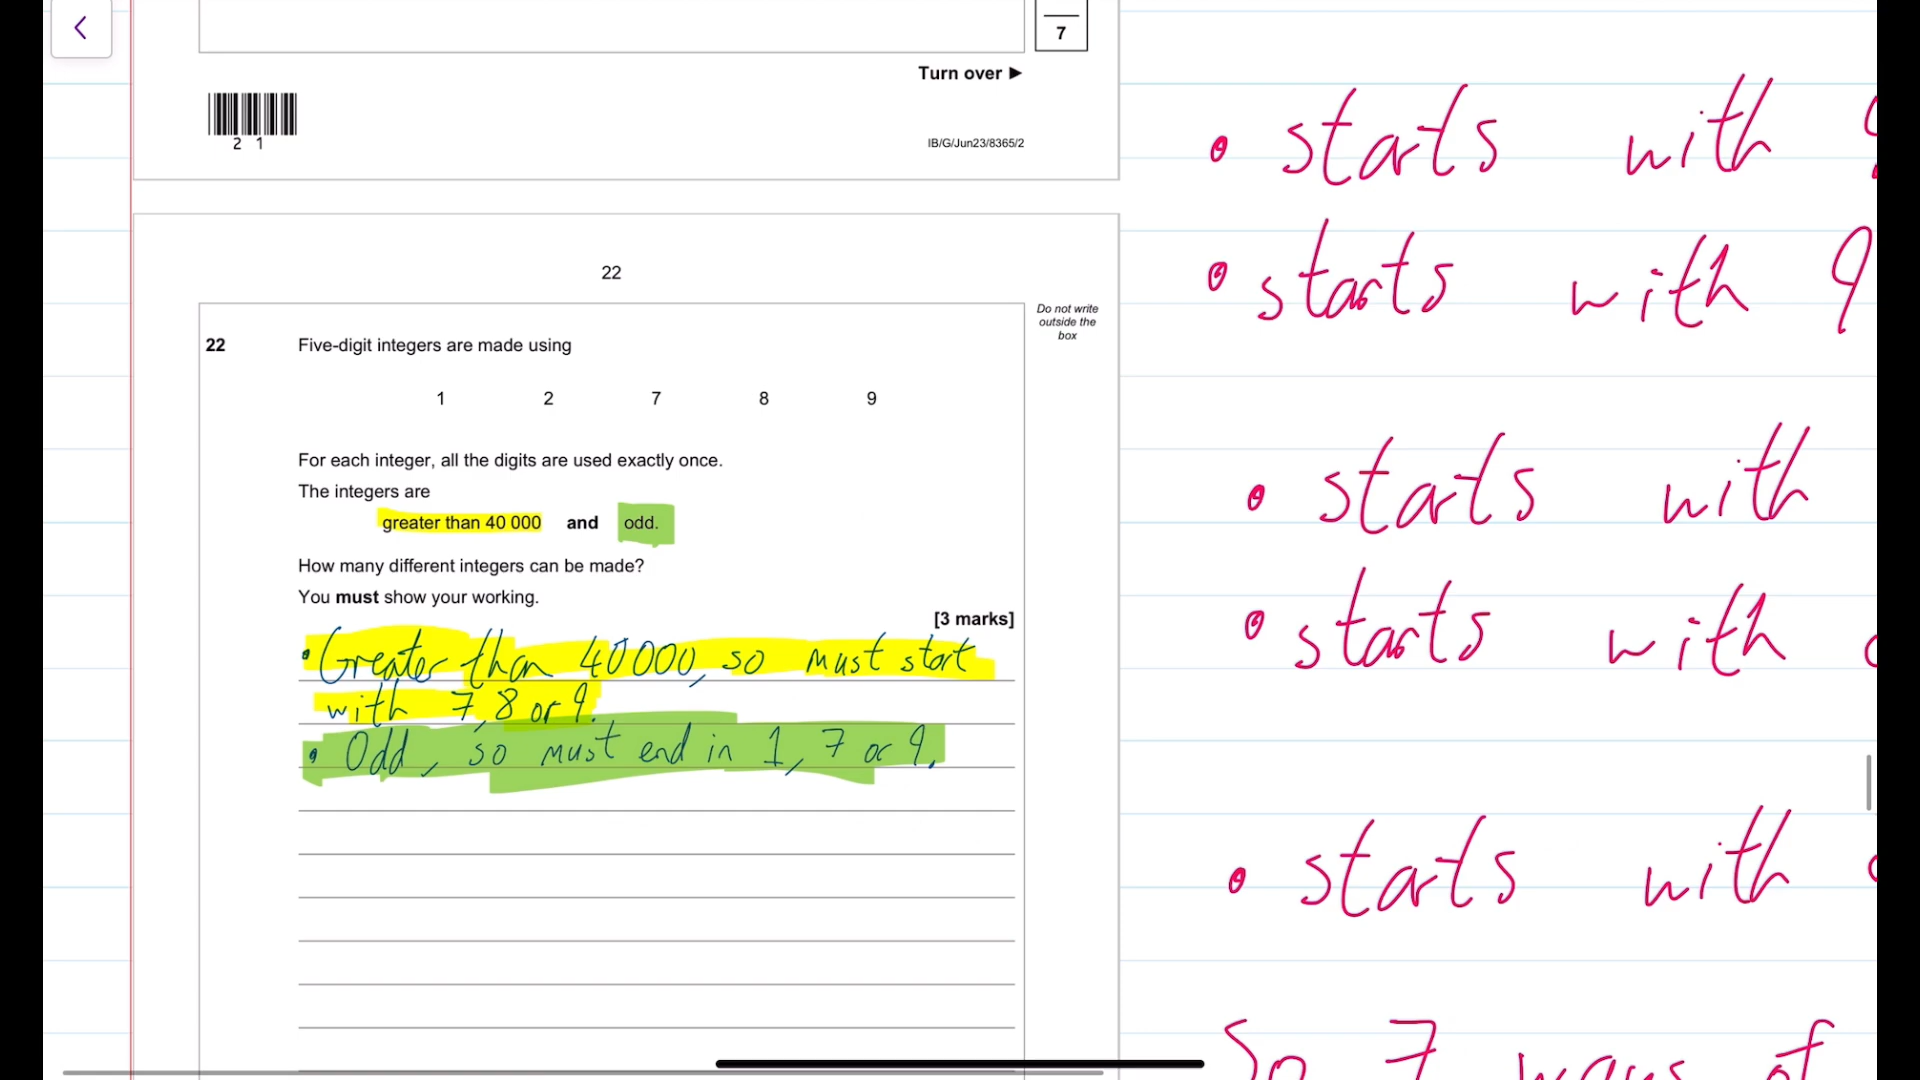 7
Turn over ►
2 1
IB/G/Jun23/8365/2
22
Do not write
outside the
box
22 Five-digit integers are made using
1 2 7 8 9
For each integer, all the digits are used exactly once.
The integers are
greater than 40 000 and odd.
How many different integers can be made?
You must show your working.
[3 marks]
• Greater than 40000, so must start
with 7, 8 or 9.
• Odd, so must end in 1, 7 or 9.
• starts with
• starts with 9
• starts with
• starts with
• starts with
So 7 ways of